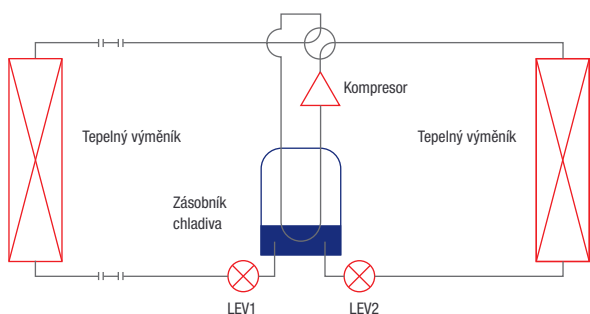 Kompresor
Tepelný výměník
Tepelný výměník
Zásobník
chladiva
LEV1
LEV2